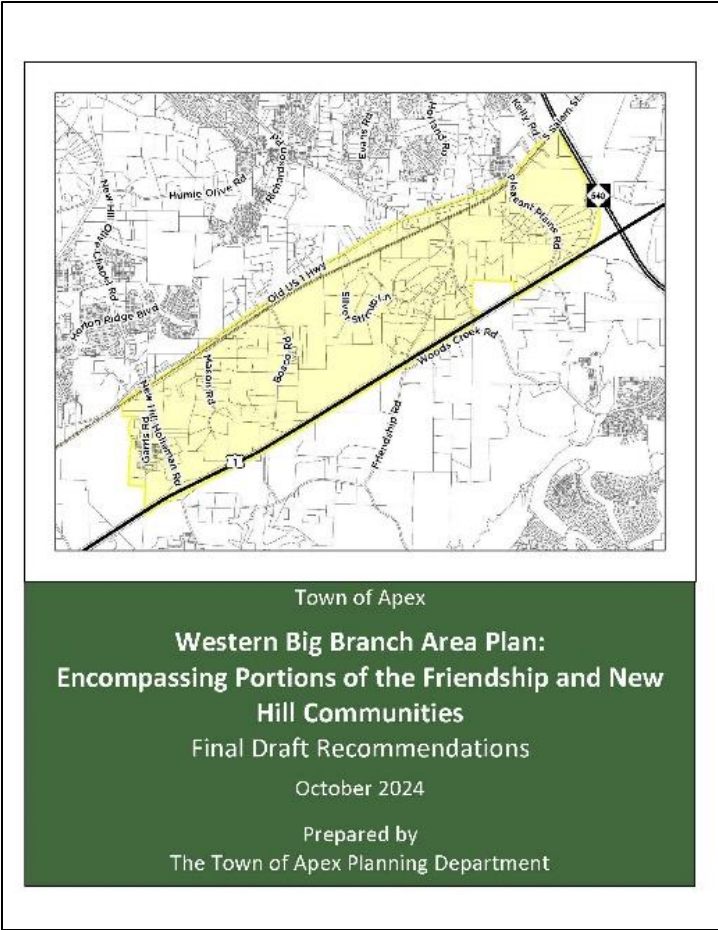 Kelly Rd
S Salem St
Holland Rd
Evans Rd
Richardson Rd
Humie Olive Rd
540
Pleasant Plains Rd
New Hill Olive Chapel Rd
Old US 1 Hwy
Silver Stirrup Ln
Horton Ridge Blvd
Woods Creek Rd
Bosco Rd
Mason Rd
New Hill Holleman Rd
Garris Rd
Friendship Rd
1
Town of Apex
Western Big Branch Area Plan:
Encompassing Portions of the Friendship and New
Hill Communities
Final Draft Recommendations
October 2024
Prepared by
The Town of Apex Planning Department